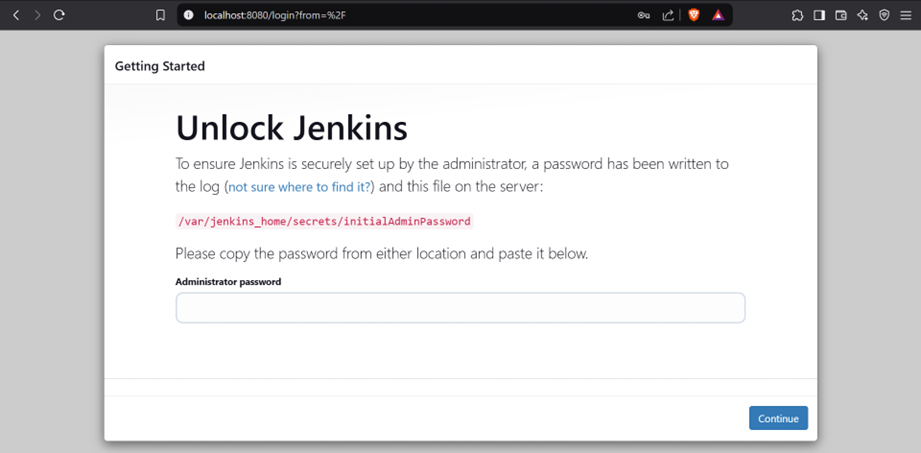 localhost:8080/login?from=%2F
Getting Started
Unlock Jenkins
To ensure Jenkins is securely set up by the administrator, a password has been written to
the log (not sure where to find it?) and this file on the server:
/var/jenkins_home/secrets/initialAdminPassword
Please copy the password from either location and paste it below.
Administrator password
Continue